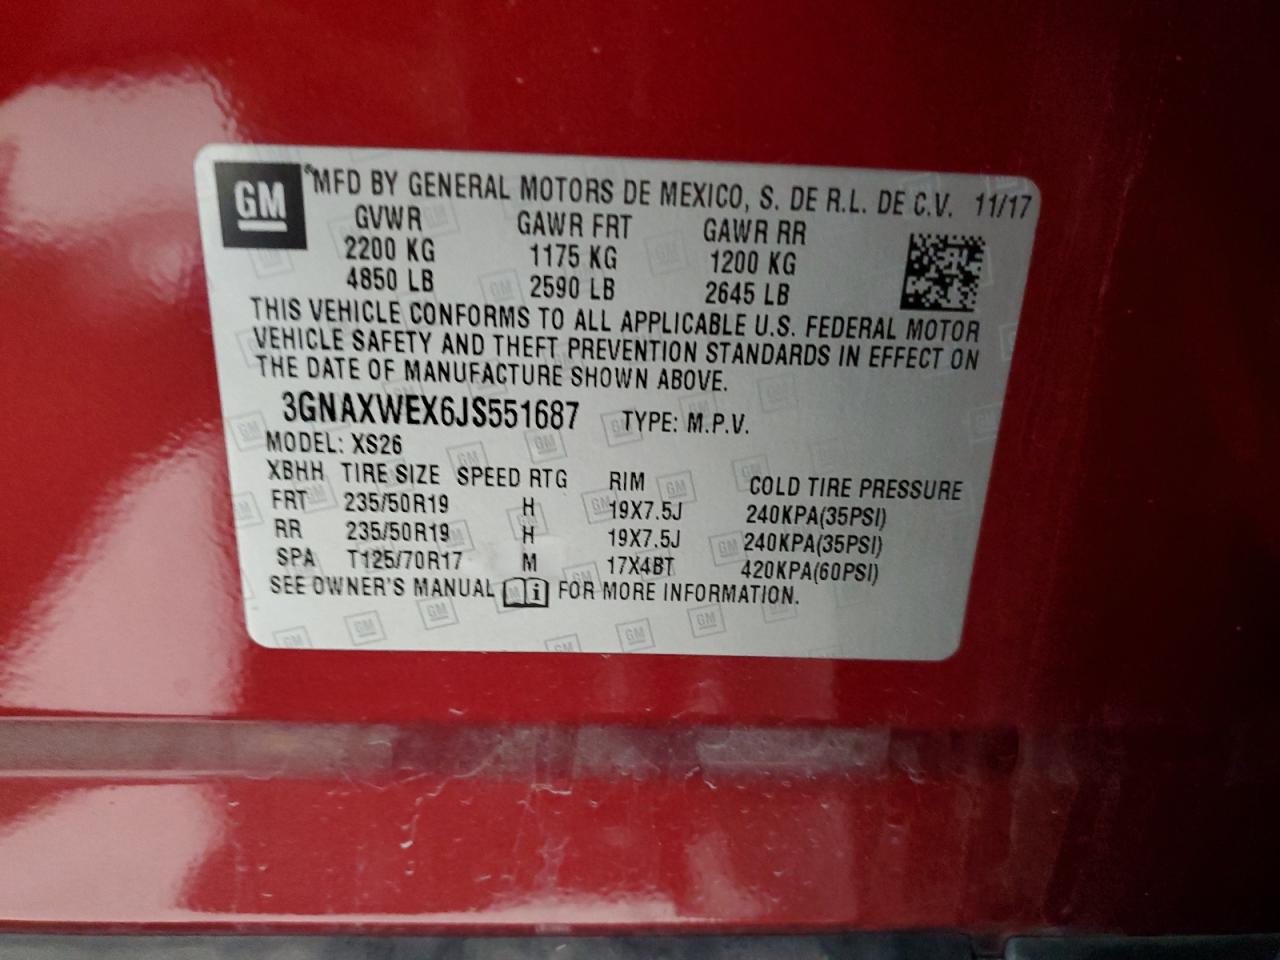 GM ®MFD BY GENERAL MOTORS DE MEXICO, S. DE R.L. DE C.V. 11/17
GVWR GAWR FRT GAWR RR
2200 KG 1175 KG 1200 KG
4850 LB 2590 LB 2645 LB
THIS VEHICLE CONFORMS TO ALL APPLICABLE U.S. FEDERAL MOTOR
VEHICLE SAFETY AND THEFT PREVENTION STANDARDS IN EFFECT ON
THE DATE OF MANUFACTURE SHOWN ABOVE.
3GNAXWEX6JS551687 TYPE: M.P.V.
MODEL: XS26
XBHH TIRE SIZE SPEED RTG RIM COLD TIRE PRESSURE
FRT 235/50R19 H 19X7.5J 240KPA(35PSI)
RR 235/50R19 H 19X7.5J 240KPA(35PSI)
SPA T125/70R17 M 17X4BT 420KPA(60PSI)
SEE OWNER'S MANUAL i FOR MORE INFORMATION.